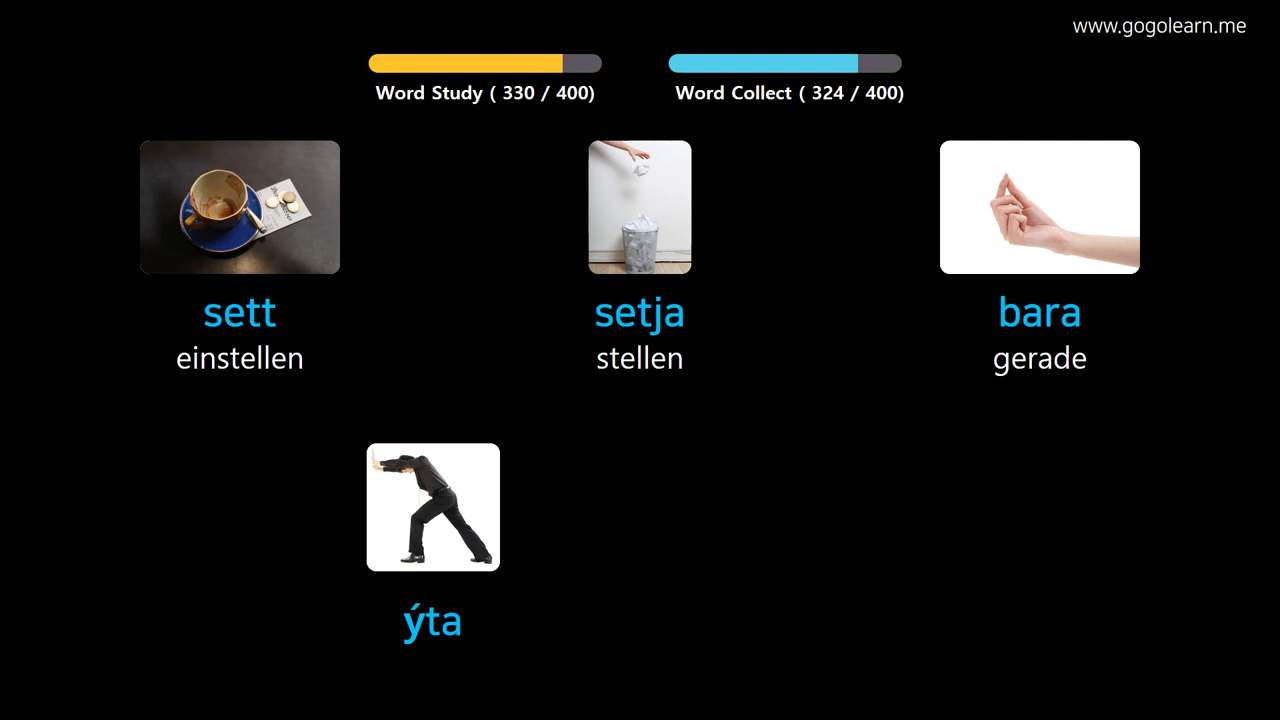 www.gogolearn.me
Word Study ( 330 / 400)
Word Collect ( 324 / 400)
sett
einstellen
setja
stellen
bara
gerade
ýta